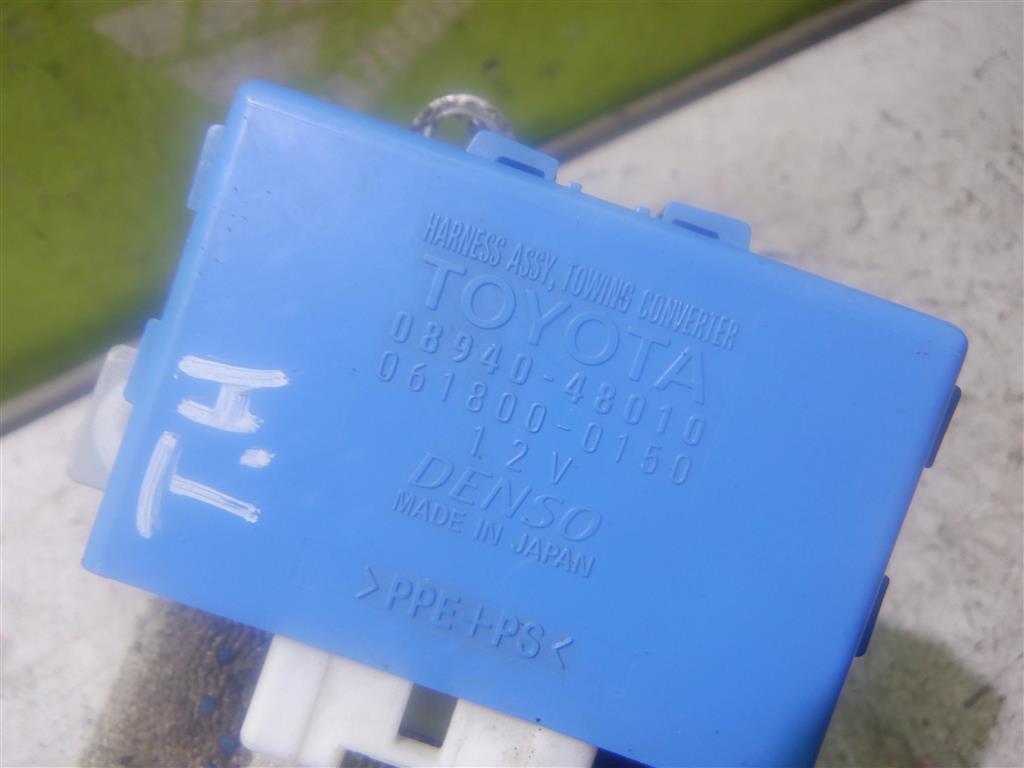 HARNESS ASSY, TOWING CONVERTER
TOYOTA
08940-48010
061800-0150
12V
DENSO
MADE IN JAPAN
>PPE+PS<
T.H